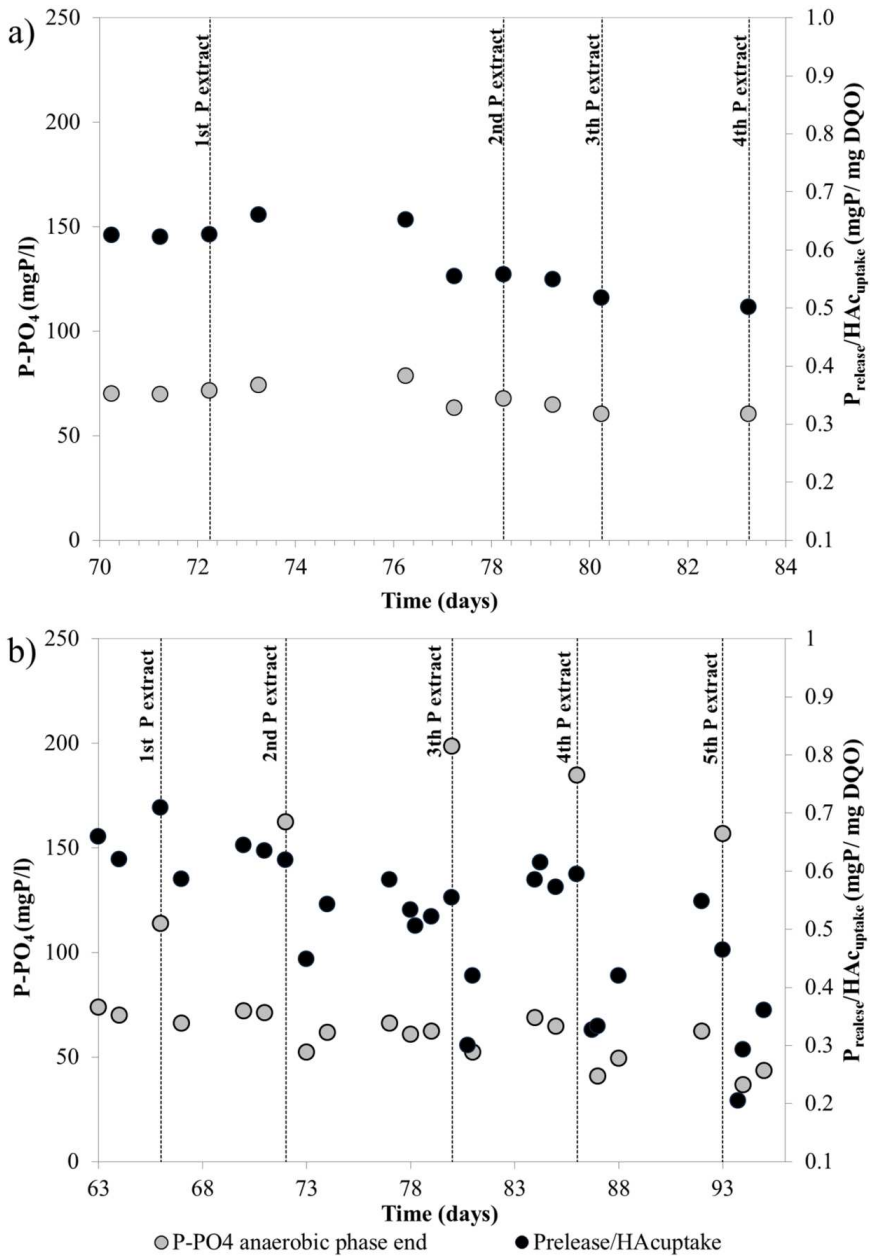 a)
250
200
150
100
50
0
P-PO4 (mgP/l)
1st P extract
2nd P extract
3th P extract
4th P extract
1.0
0.9
0.8
0.7
0.6
0.5
0.4
0.3
0.2
0.1
Prelease/HAcuptake (mgP/ mg DQO)
70 72 74 76 78 80 82 84
Time (days)
b)
250
200
150
100
50
0
P-PO4 (mgP/l)
1st P extract
2nd P extract
3th P extract
4th P extract
5th P extract
1
0.9
0.8
0.7
0.6
0.5
0.4
0.3
0.2
0.1
Prealesc/HAcuptake (mgP/ mg DQO)
63 68 73 78 83 88 93
Time (days)
P-PO4 anaerobic phase end Prelease/HAcuptake